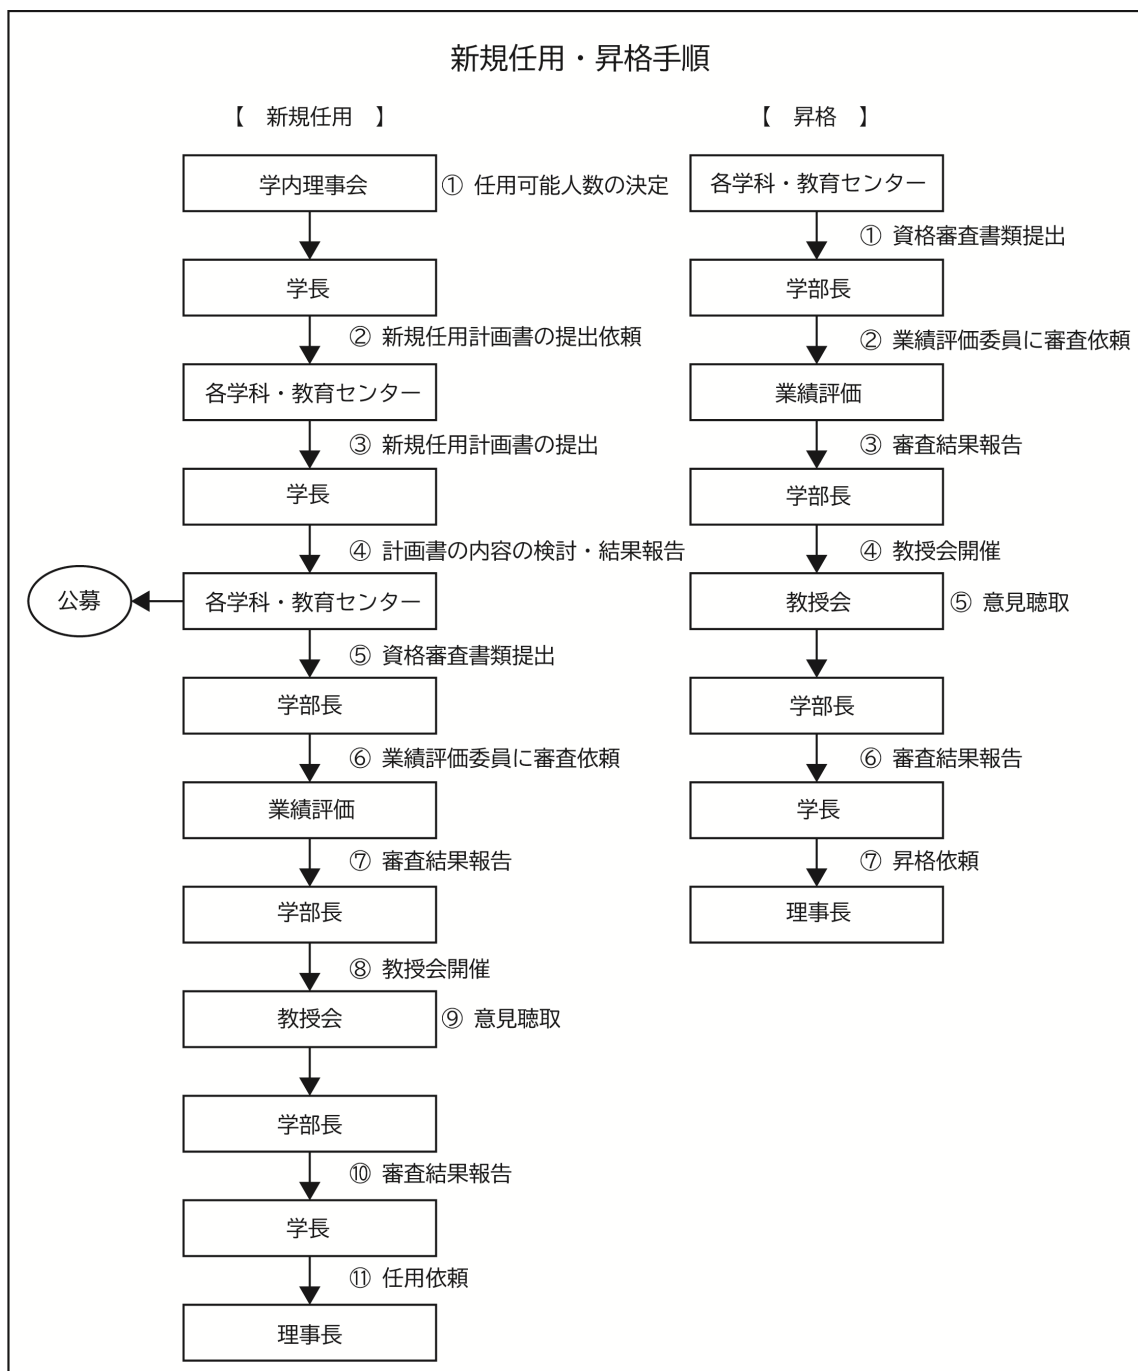 新規任用・昇格手順
【 新規任用 】
学内理事会
① 任用可能人数の決定
学長
② 新規任用計画書の提出依頼
各学科・教育センター
③ 新規任用計画書の提出
学長
④ 計画書の内容の検討・結果報告
公募
各学科・教育センター
⑤ 資格審査書類提出
学部長
⑥ 業績評価委員に審査依頼
業績評価
⑦ 審査結果報告
学部長
⑧ 教授会開催
教授会
⑨ 意見聴取
学部長
⑩ 審査結果報告
学長
⑪ 任用依頼
理事長
【 昇格 】
各学科・教育センター
① 資格審査書類提出
学部長
② 業績評価委員に審査依頼
業績評価
③ 審査結果報告
学部長
④ 教授会開催
教授会
⑤ 意見聴取
学部長
⑥ 審査結果報告
学長
⑦ 昇格依頼
理事長